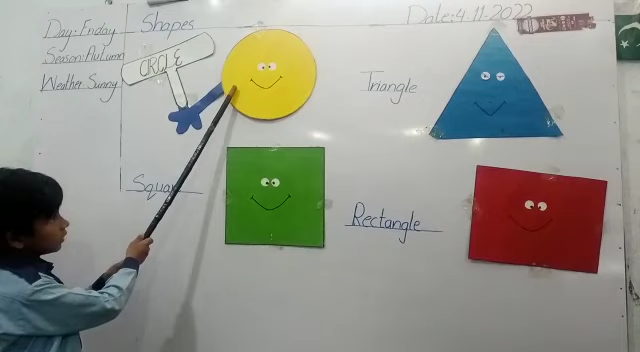 Date: 4-11-2022
Day: Friday
Shapes
Season: Autumn
Weather: Sunny
CIRCLE
Triangle
Square
Rectangle